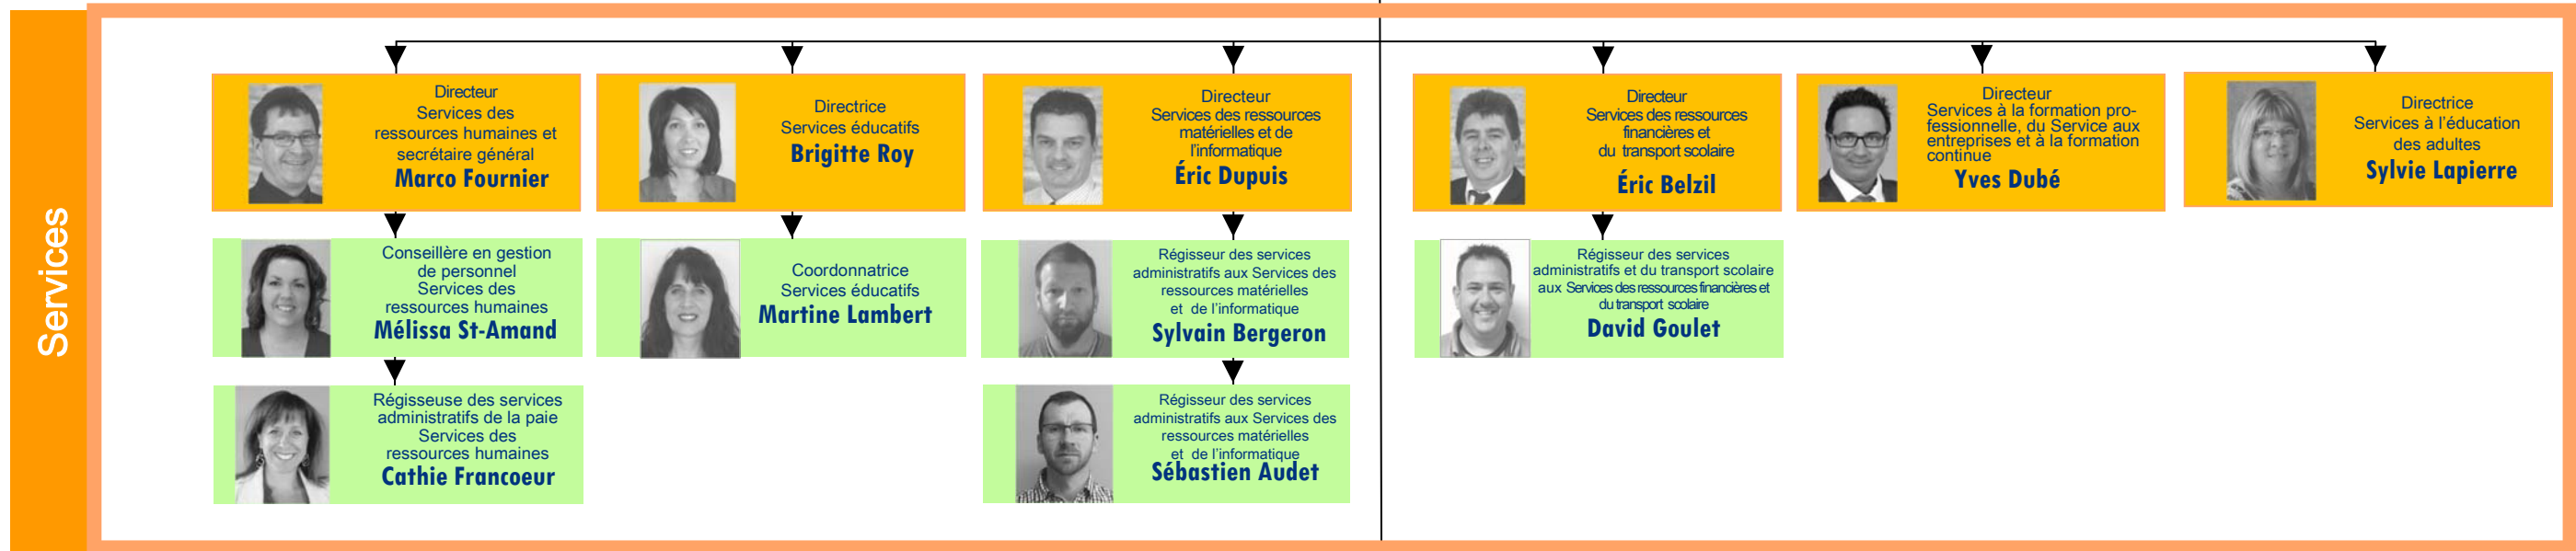 Services
Directeur
Services des
ressources humaines et
secrétaire général
Marco Fournier
Directrice
Services éducatifs
Brigitte Roy
Directeur
Services des ressources
matérielles et de
l'informatique
Éric Dupuis
Directeur
Services des ressources
financières et
du transport scolaire
Éric Belzil
Directeur
Services à la formation pro-
fessionnelle, du Service aux
entreprises et à la formation
continue
Yves Dubé
Directrice
Services à l'éducation
des adultes
Sylvie Lapierre
Conseillère en gestion
de personnel
Services des
ressources humaines
Mélissa St-Amand
Coordonnatrice
Services éducatifs
Martine Lambert
Régisseur des services
administratifs aux Services des
ressources matérielles
et de l'informatique
Sylvain Bergeron
Régisseur des services
administratifs et du transport scolaire
aux Services des ressources financières et
du transport scolaire
David Goulet
Régisseuse des services
administratifs de la paie
Services des
ressources humaines
Cathie Francoeur
Régisseur des services
administratifs aux Services des
ressources matérielles
et de l'informatique
Sébastien Audet